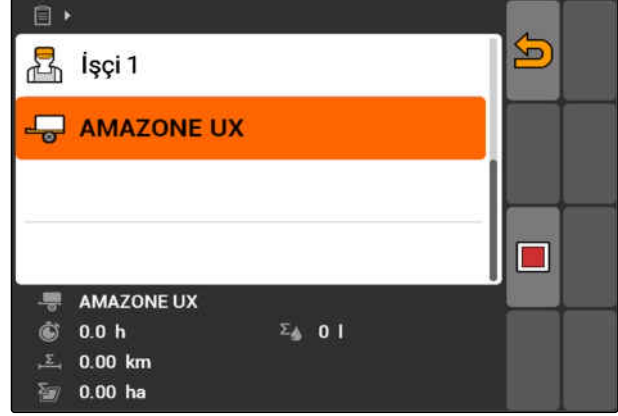 İşçi 1
AMAZONE UX
AMAZONE UX
0.0 h
Σ 0 l
Σ 0.00 km
Σ 0.00 ha